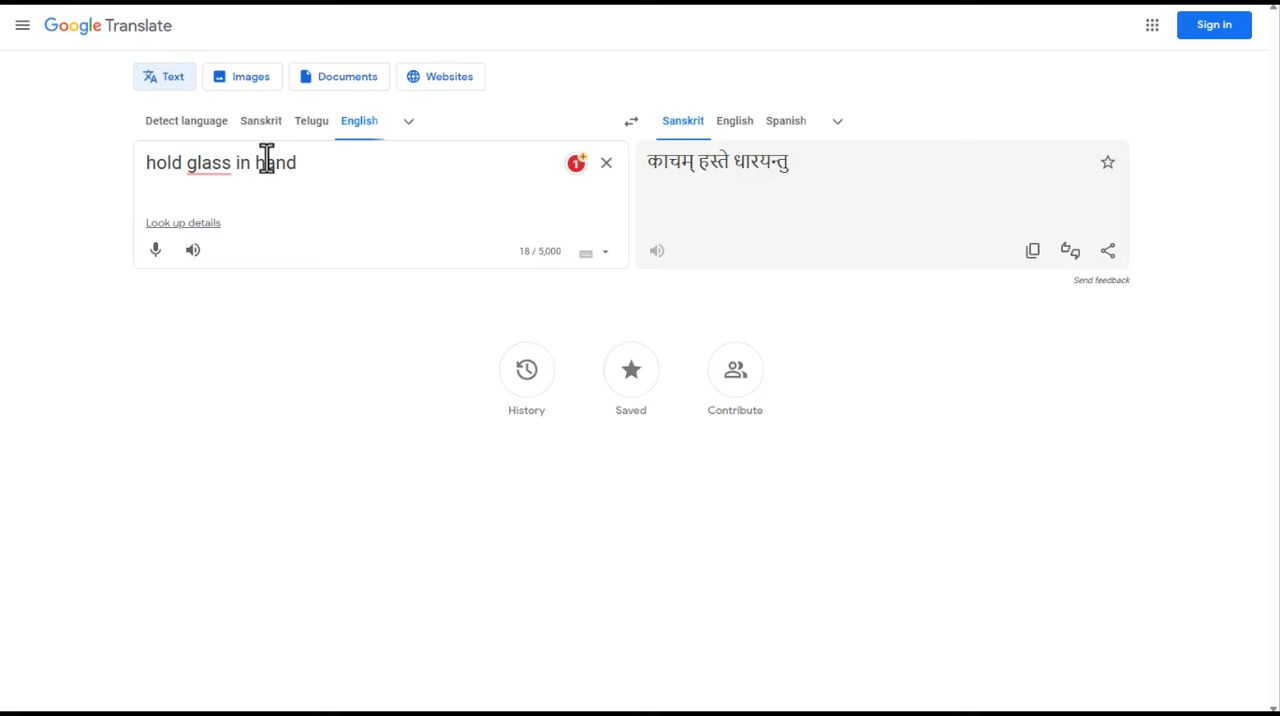 Google Translate
Sign in
Text Images Documents Websites
Detect language Sanskrit Telugu English
Sanskrit English Spanish
hold glass in hand
1
काचम् हस्ते धारयन्तु
Look up details
18 / 5,000
Send feedback
History Saved Contribute